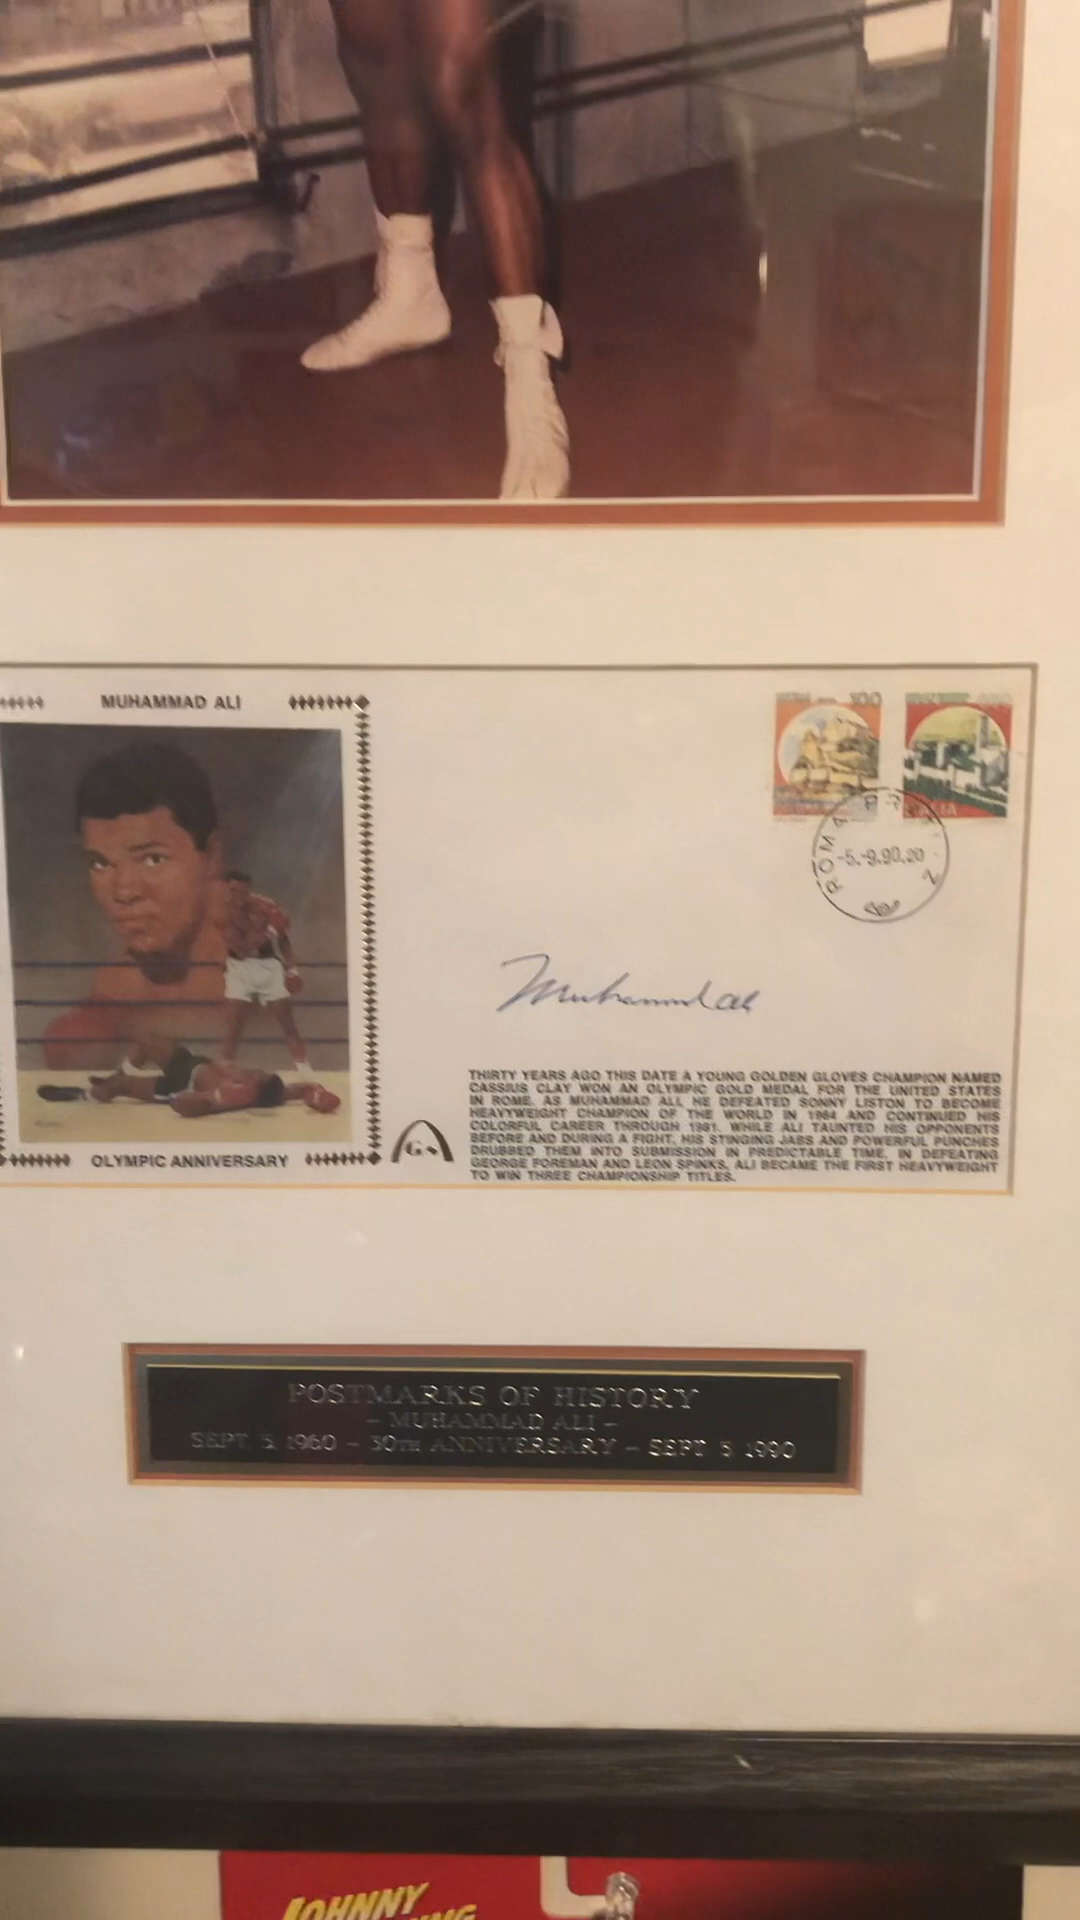 MUHAMMAD ALI
100
ROMA
-5.-9.90.20
Muhammad Ali
THIRTY YEARS AGO THIS DATE A YOUNG GOLDEN GLOVES CHAMPION NAMED
CASSIUS CLAY WON AN OLYMPIC GOLD MEDAL FOR THE UNITED STATES
IN ROME. AS MUHAMMAD ALI, HE DEFEATED SONNY LISTON TO BECOME
HEAVYWEIGHT CHAMPION OF THE WORLD IN 1964 AND CONTINUED HIS
COLORFUL CAREER THROUGH 1981. WHILE ALI TAUNTED HIS OPPONENTS
BEFORE AND DURING A FIGHT, HIS STINGING JABS AND POWERFUL PUNCHES
DRUBBED THEM INTO SUBMISSION IN PREDICTABLE TIME. IN DEFEATING
GEORGE FOREMAN AND LEON SPINKS, ALI BECAME THE FIRST HEAVYWEIGHT
TO WIN THREE CHAMPIONSHIP TITLES.
OLYMPIC ANNIVERSARY
GS
POSTMARKS OF HISTORY
- MUHAMMAD ALI -
SEPT 5 1960 - 30TH ANNIVERSARY - SEPT 5 1990
JOHNNY